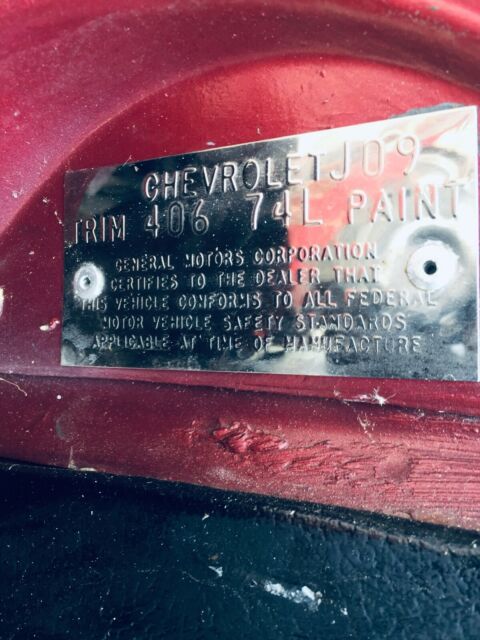 CHEVROLET J09
TRIM 406 74L PAINT
GENERAL MOTORS CORPORATION
CERTIFIES TO THE DEALER THAT
THIS VEHICLE CONFORMS TO ALL FEDERAL
MOTOR VEHICLE SAFETY STANDARDS
APPLICABLE AT TIME OF MANUFACTURE